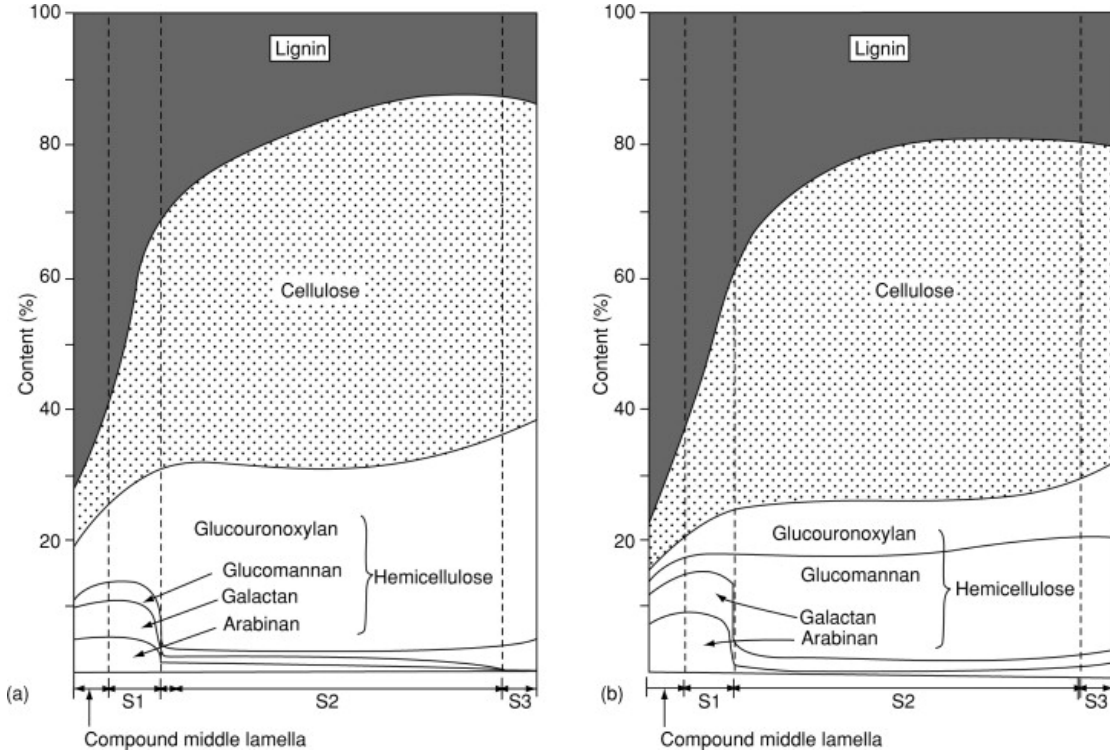 100
Lignin
80
60
Cellulose
Content (%)
40
20
Glucouronoxylan
Glucomannan
Hemicellulose
Galactan
Arabinan
(a)
S1
S2
S3
Compound middle lamella
100
Lignin
80
60
Cellulose
Content (%)
40
20
Glucouronoxylan
Glucomannan
Hemicellulose
Galactan
Arabinan
(b)
S1
S2
S3
Compound middle lamella